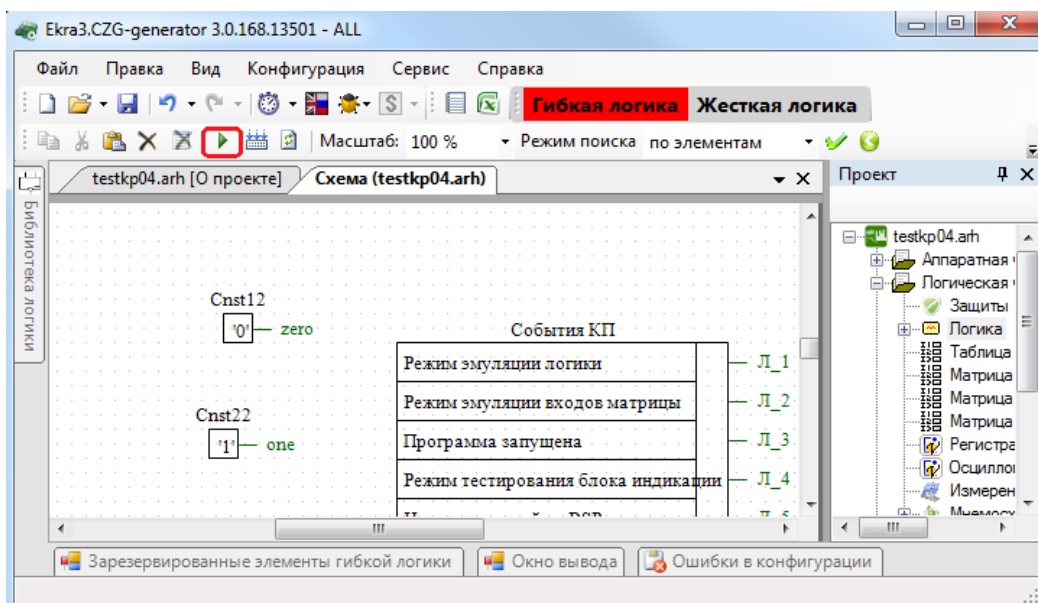 Ekra3.CZG-generator 3.0.168.13501 - ALL
Файл Правка Вид Конфигурация Сервис Справка
Гибкая логика Жесткая логика
Масштаб: 100 % Режим поиска по элементам
testkp04.arh [О проекте] Схема (testkp04.arh)
Проект
Библиотека логики
testkp04.arh
Аппаратная
Логическая
Защиты
Логика
Таблица
Матрица
Матрица
Матрица
Регистра
Осцилло
Измерен
Cnst12
'0' zero
Cnst22
'1' one
События КП
Режим эмуляции логики Л_1
Режим эмуляции входов матрицы Л_2
Программа запущена Л_3
Режим тестирования блока индикации Л_4
Зарезервированные элементы гибкой логики Окно вывода Ошибки в конфигурации